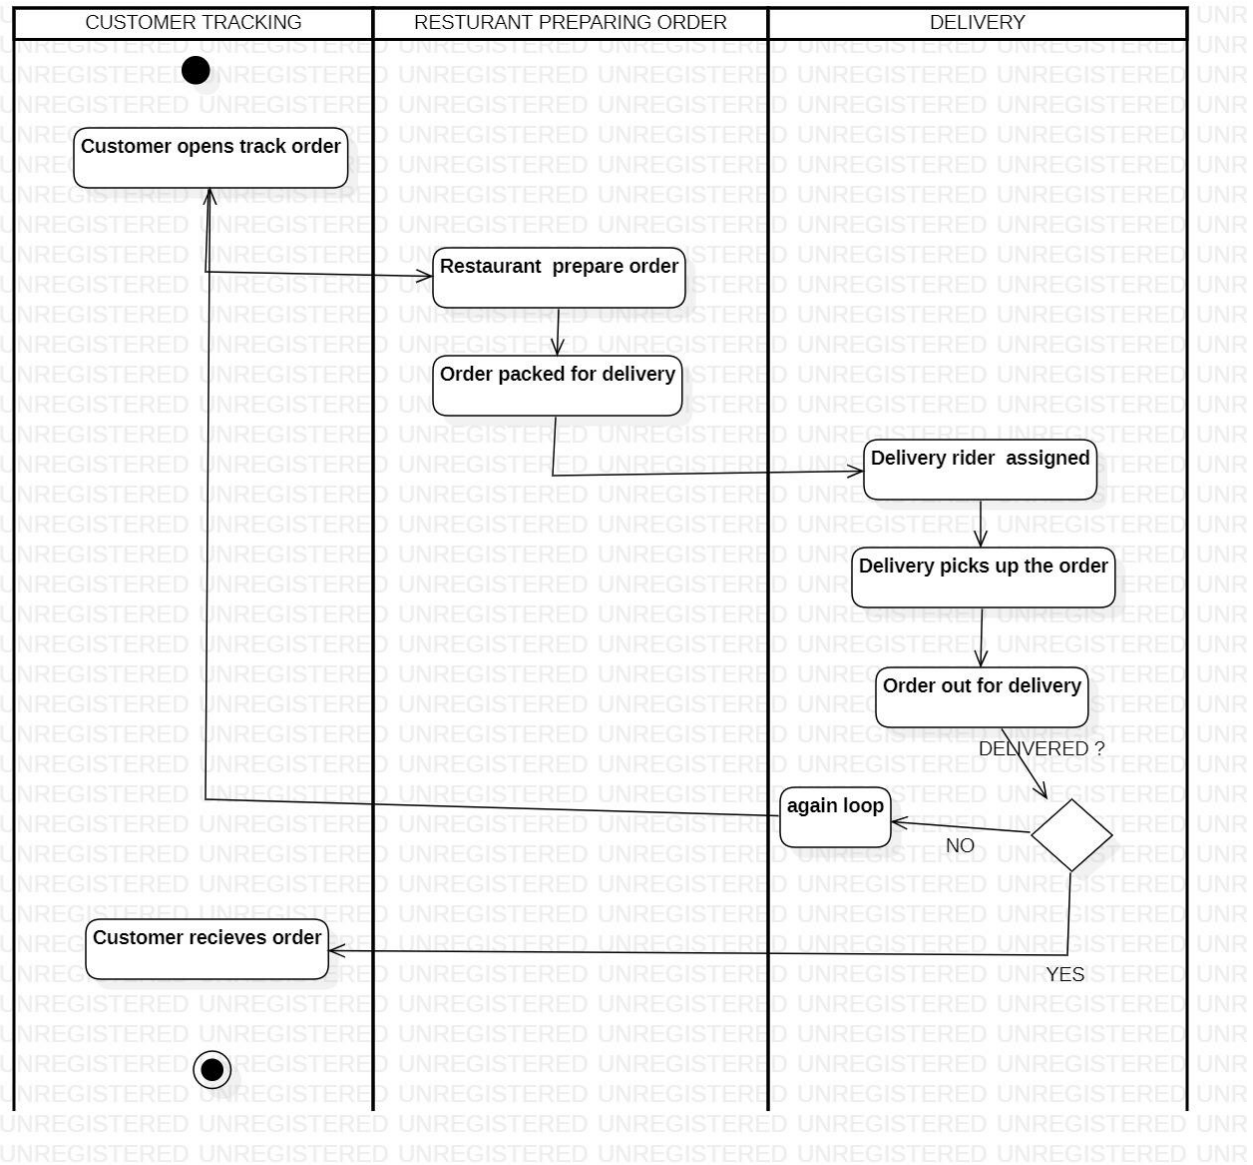 CUSTOMER TRACKING
RESTURANT PREPARING ORDER
DELIVERY
Customer opens track order
Restaurant  prepare order
Order packed for delivery
Delivery rider  assigned
Delivery picks up the order
Order out for delivery
DELIVERED ?
again loop
NO
Customer recieves order
YES
UNREGISTERED